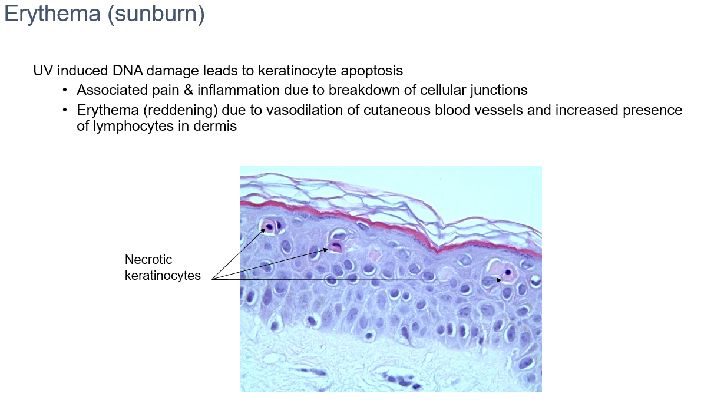 Erythema (sunburn)
UV induced DNA damage leads to keratinocyte apoptosis
• Associated pain & inflammation due to breakdown of cellular junctions
• Erythema (reddening) due to vasodilation of cutaneous blood vessels and increased presence
of lymphocytes in dermis
Necrotic
keratinocytes